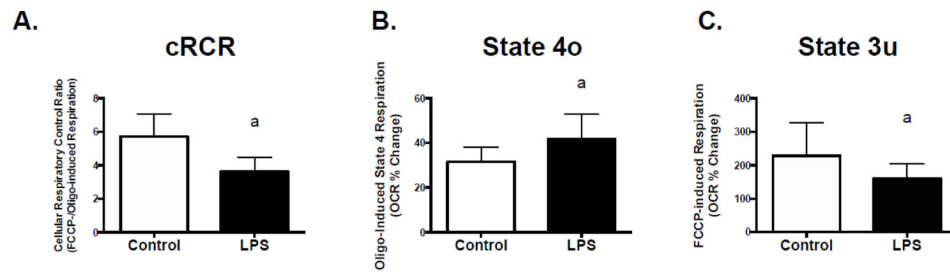 A.
cRCR
Cellular Respiratory Control Ratio
(FCCP-/Oligo-induced Respiration)
8
6
4
2
0
a
Control
LPS
B.
State 4o
Oligo-Induced State 4 Respiration
(OCR % Change)
60
40
20
0
a
Control
LPS
C.
State 3u
FCCP-induced Respiration
(OCR % Change)
400
300
200
100
0
a
Control
LPS